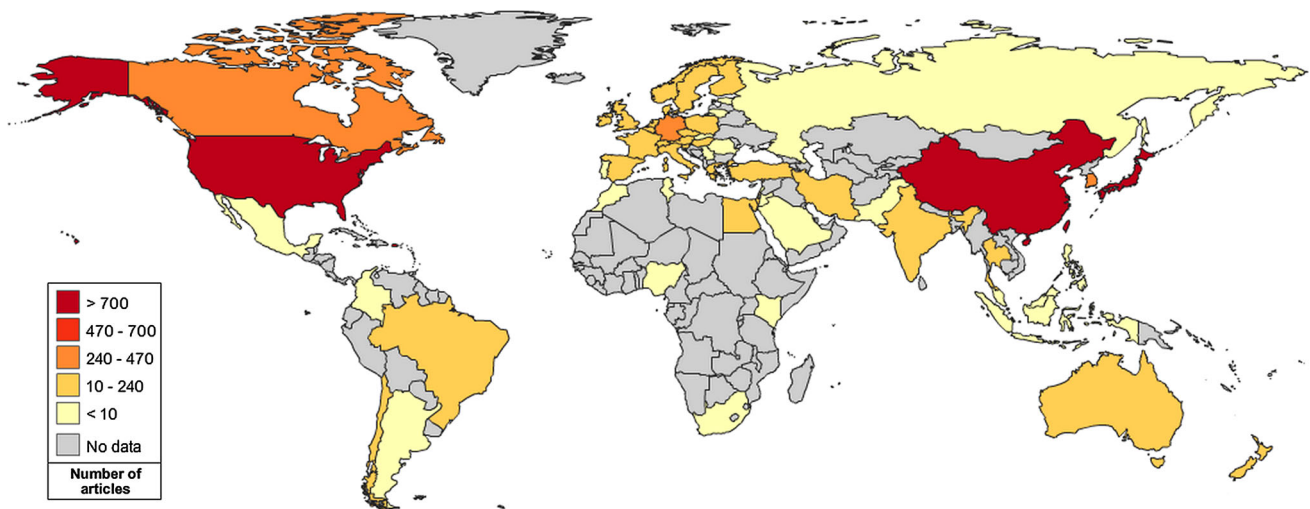 > 700
470 - 700
240 - 470
10 - 240
< 10
No data
Number of
articles